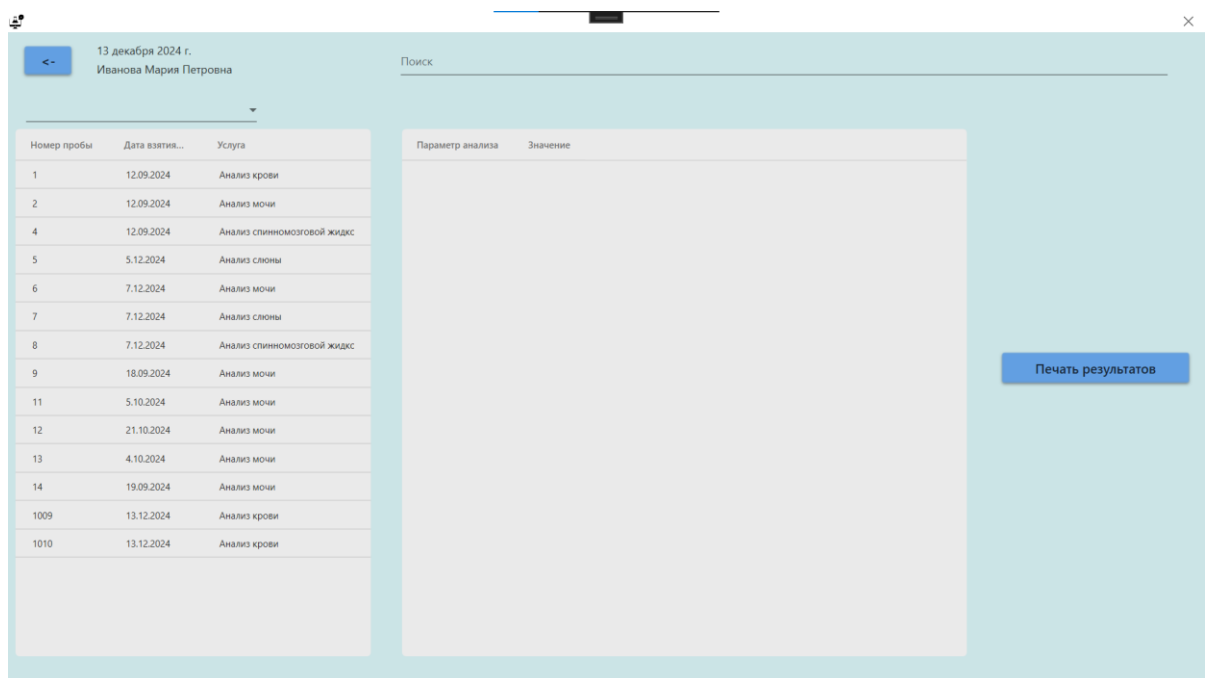 13 декабря 2024 г.
<- Иванова Мария Петровна
Поиск
Номер пробы Дата взятия... Услуга
1 12.09.2024 Анализ крови
2 12.09.2024 Анализ мочи
4 12.09.2024 Анализ спинномозговой жидкс
5 5.12.2024 Анализ слюны
6 7.12.2024 Анализ мочи
7 7.12.2024 Анализ слюны
8 7.12.2024 Анализ спинномозговой жидкс
9 18.09.2024 Анализ мочи
11 5.10.2024 Анализ мочи
12 21.10.2024 Анализ мочи
13 4.10.2024 Анализ мочи
14 19.09.2024 Анализ мочи
1009 13.12.2024 Анализ крови
1010 13.12.2024 Анализ крови
Параметр анализа Значение
Печать результатов